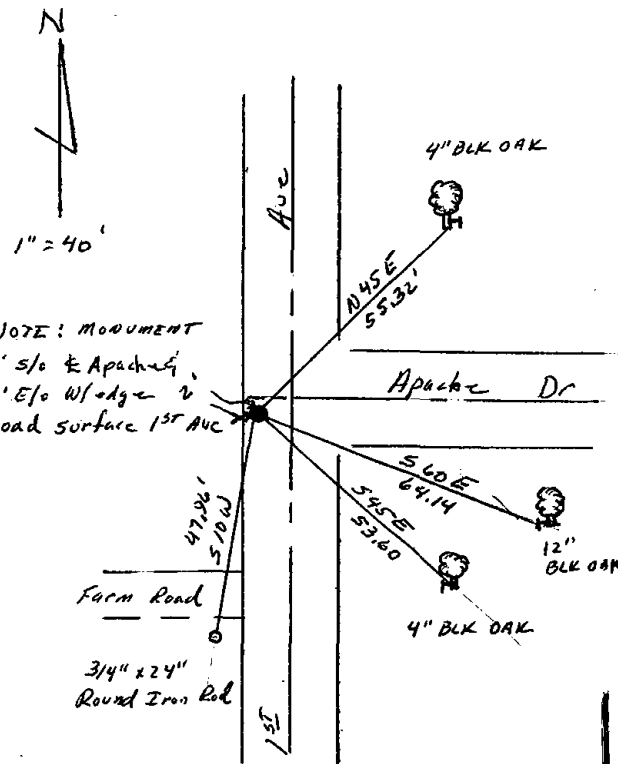 N
1" = 40'
4" BLK OAK
Ave
N45E
55.32'
NOTE: MONUMENT
' S/o ℄ Apache &
' E/o W/edge
road surface 1ST Ave
Apache Dr
S60E
64.14
S45E
53.60
47.96'
S10W
12"
BLK OAK
Farm Road
4" BLK OAK
3/4" x 24"
Round Iron Rod
1ST